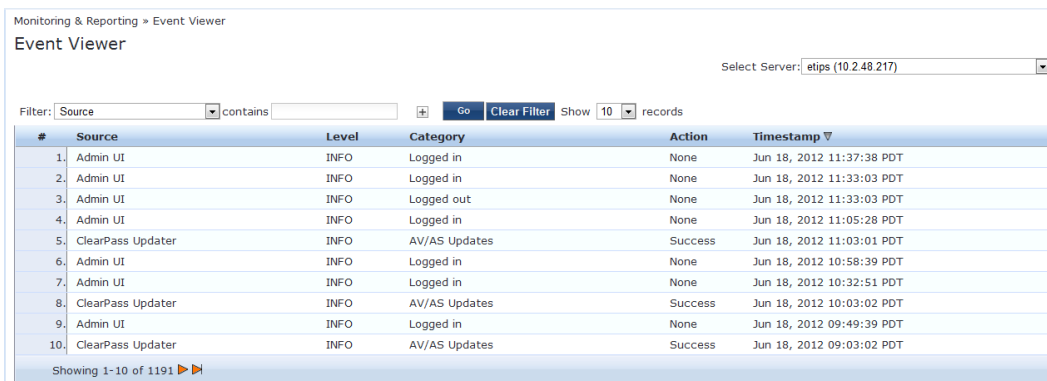 Monitoring & Reporting » Event Viewer
Event Viewer
Select Server: etips (10.2.48.217)
Filter: Source contains + Go Clear Filter Show 10 records
# Source Level Category Action Timestamp
1. Admin UI INFO Logged in None Jun 18, 2012 11:37:38 PDT
2. Admin UI INFO Logged in None Jun 18, 2012 11:33:03 PDT
3. Admin UI INFO Logged out None Jun 18, 2012 11:33:03 PDT
4. Admin UI INFO Logged in None Jun 18, 2012 11:05:28 PDT
5. ClearPass Updater INFO AV/AS Updates Success Jun 18, 2012 11:03:01 PDT
6. Admin UI INFO Logged in None Jun 18, 2012 10:58:39 PDT
7. Admin UI INFO Logged in None Jun 18, 2012 10:32:51 PDT
8. ClearPass Updater INFO AV/AS Updates Success Jun 18, 2012 10:03:02 PDT
9. Admin UI INFO Logged in None Jun 18, 2012 09:49:39 PDT
10. ClearPass Updater INFO AV/AS Updates Success Jun 18, 2012 09:03:02 PDT
Showing 1-10 of 1191